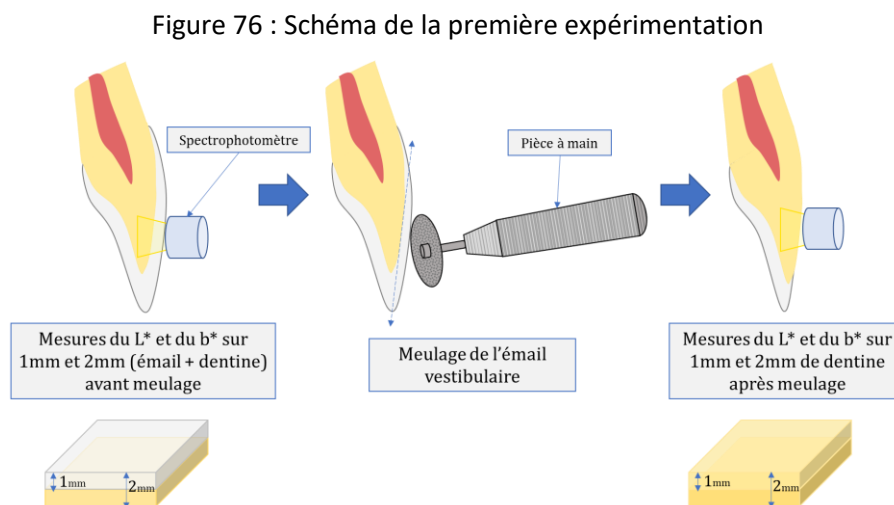 Figure 76 : Schéma de la première expérimentation
Spectrophotomètre
Pièce à main
Mesures du L* et du b* sur
1mm et 2mm (émail + dentine)
avant meulage
Meulage de l'émail
vestibulaire
Mesures du L* et du b* sur
1mm et 2mm de dentine
après meulage
1mm
2mm
1mm
2mm